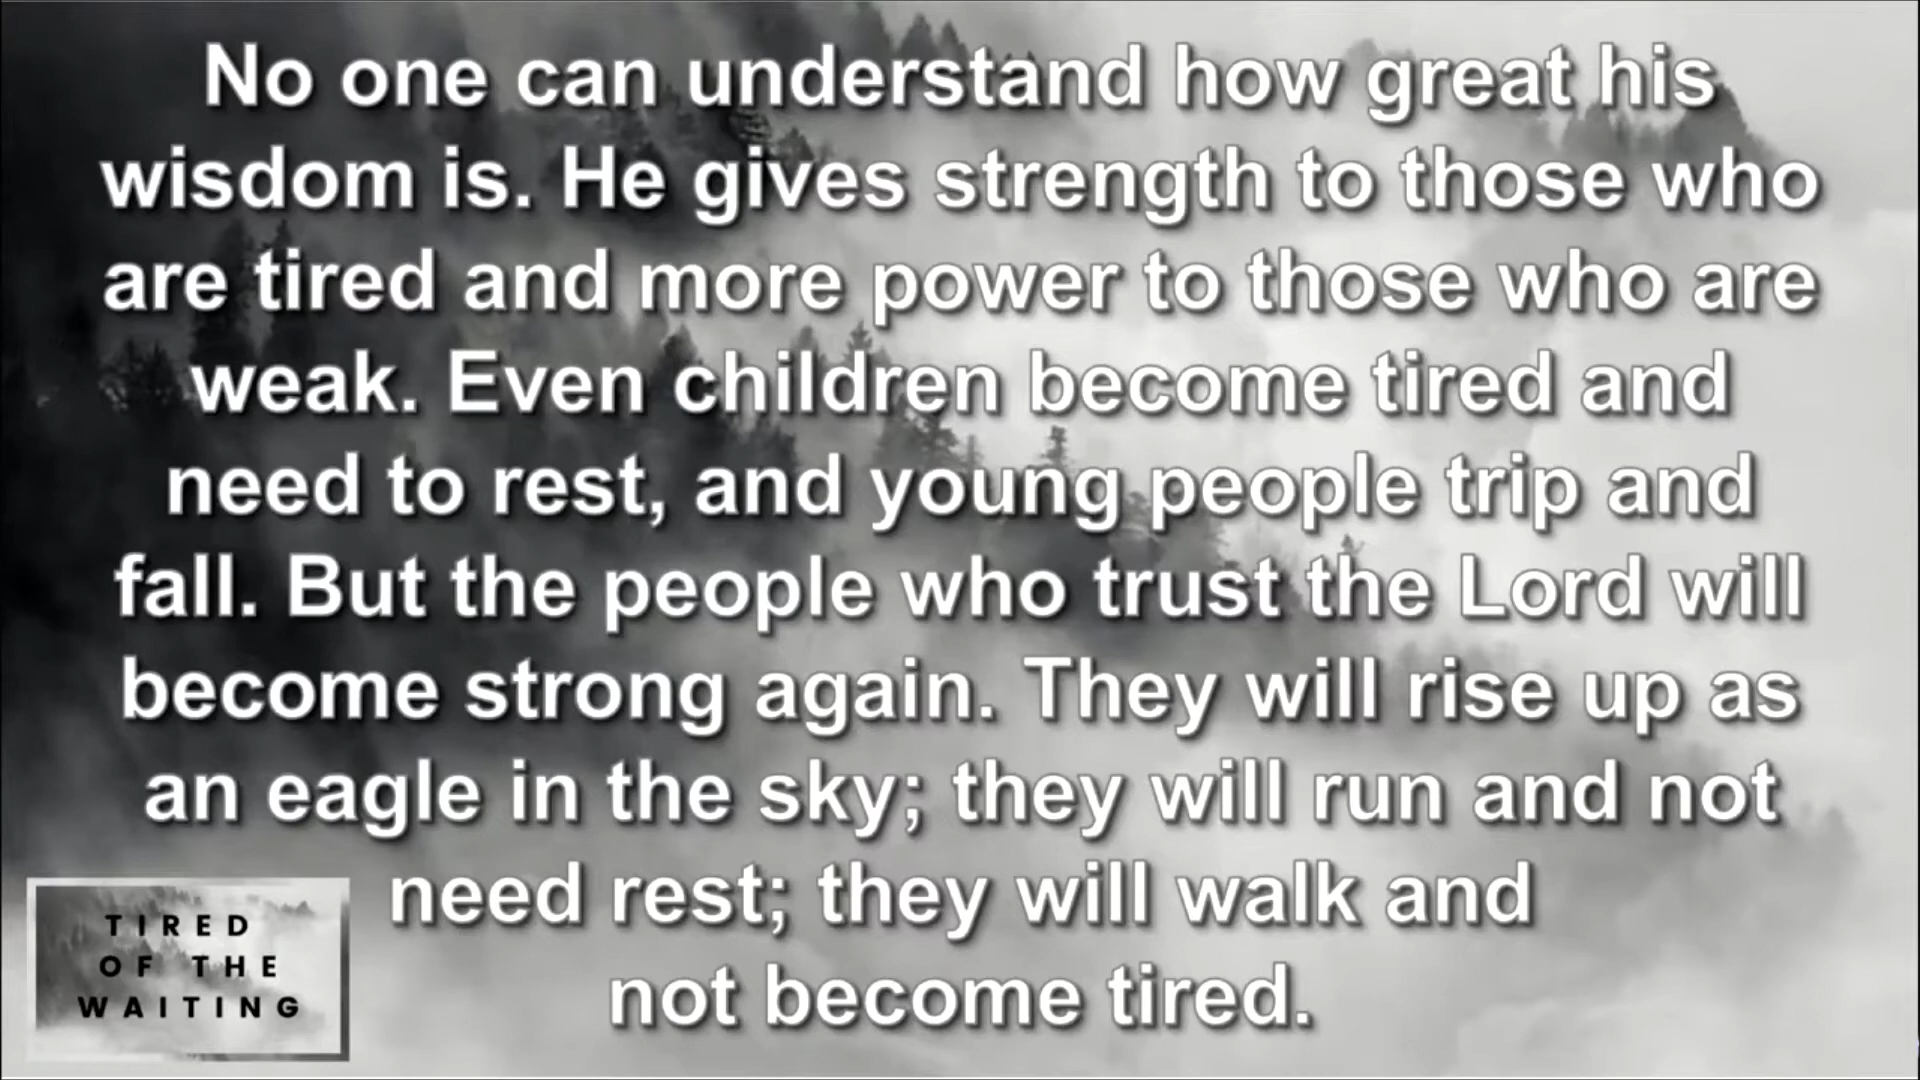 No one can understand how great his
wisdom is. He gives strength to those who
are tired and more power to those who are
weak. Even children become tired and
need to rest, and young people trip and
fall. But the people who trust the Lord will
become strong again. They will rise up as
an eagle in the sky; they will run and not
need rest; they will walk and
not become tired.
TIRED
OF THE
WAITING